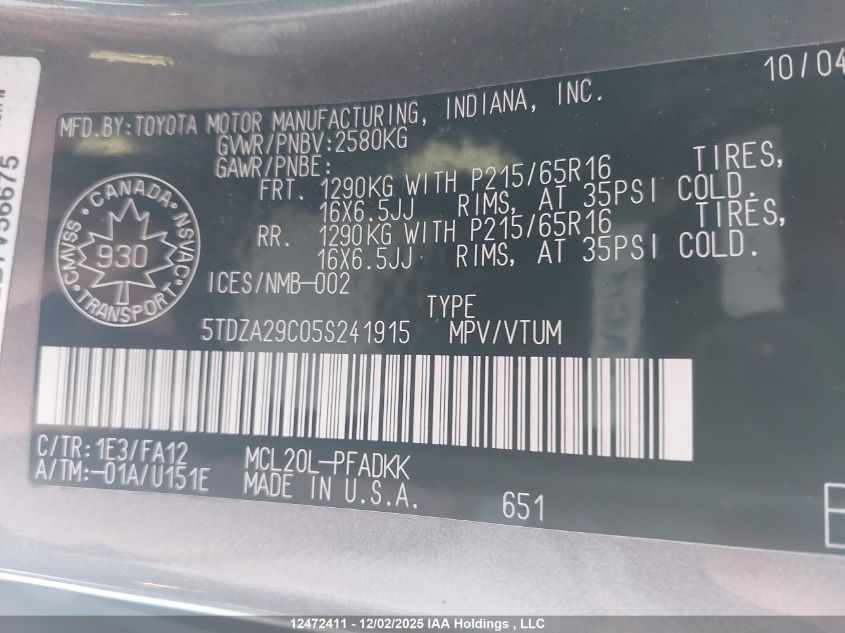 10/04
MFD.BY:TOYOTA MOTOR MANUFACTURING, INDIANA, INC.
GVWR/PNBV:2580KG
GAWR/PNBE:
FRT. 1290KG WITH P215/65R16 TIRES,
16X6.5JJ RIMS, AT 35PSI COLD.
RR. 1290KG WITH P215/65R16 TIRES,
16X6.5JJ RIMS, AT 35PSI COLD.
ICES/NMB-002
CANADA
CMVSS · NSVAC
930
TRANSPORT
TYPE
5TDZA29C05S241915 MPV/VTUM
C/TR:1E3/FA12 MCL20L-PFADKK
A/TM:-01A/U151E MADE IN U.S.A.
651
12472411 - 12/02/2025 IAA Holdings , LLC